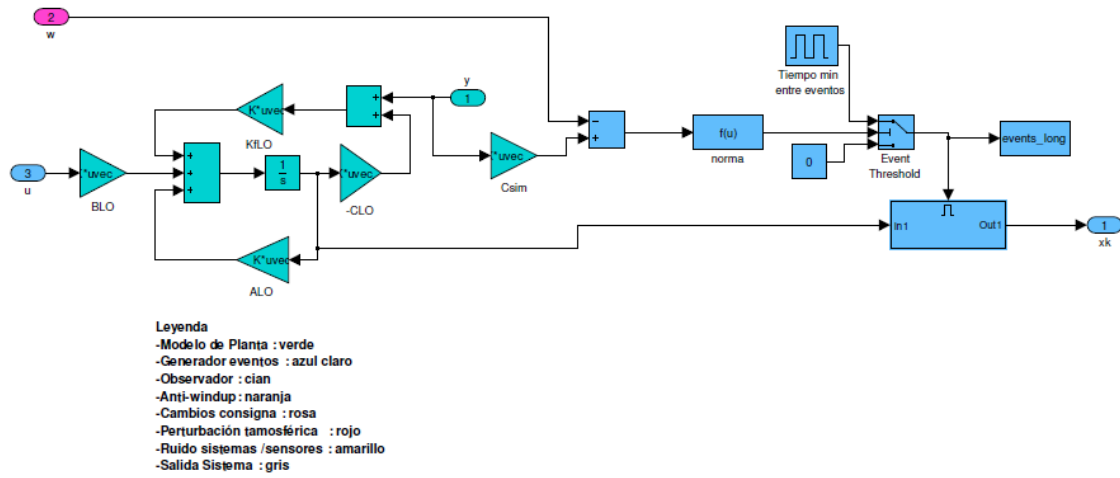 2
w
Tiempo min
entre eventos
y
1
K*uvec
KfLO
+
+
−
+
f(u)
norma
0
Event
Threshold
events_long
3
u
*uvec
BLO
+
+
+
1
s
*uvec
-CLO
*uvec
Csim
In1
Out1
1
xk
K*uvec
ALO
Leyenda
-Modelo de Planta : verde
-Generador eventos : azul claro
-Observador : cian
-Anti-windup : naranja
-Cambios consigna : rosa
-Perturbación tamosférica : rojo
-Ruido sistemas /sensores : amarillo
-Salida Sistema : gris